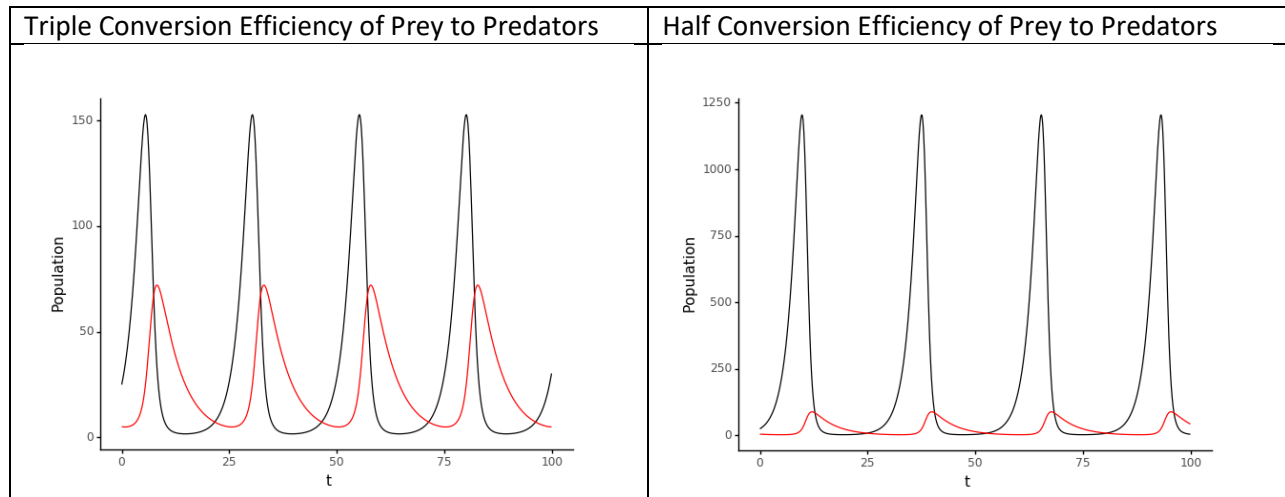 Triple Conversion Efficiency of Prey to Predators
Half Conversion Efficiency of Prey to Predators
150
100
50
0
Population
0 25 50 75 100
t
1250
1000
750
500
250
0
Population
0 25 50 75 100
t